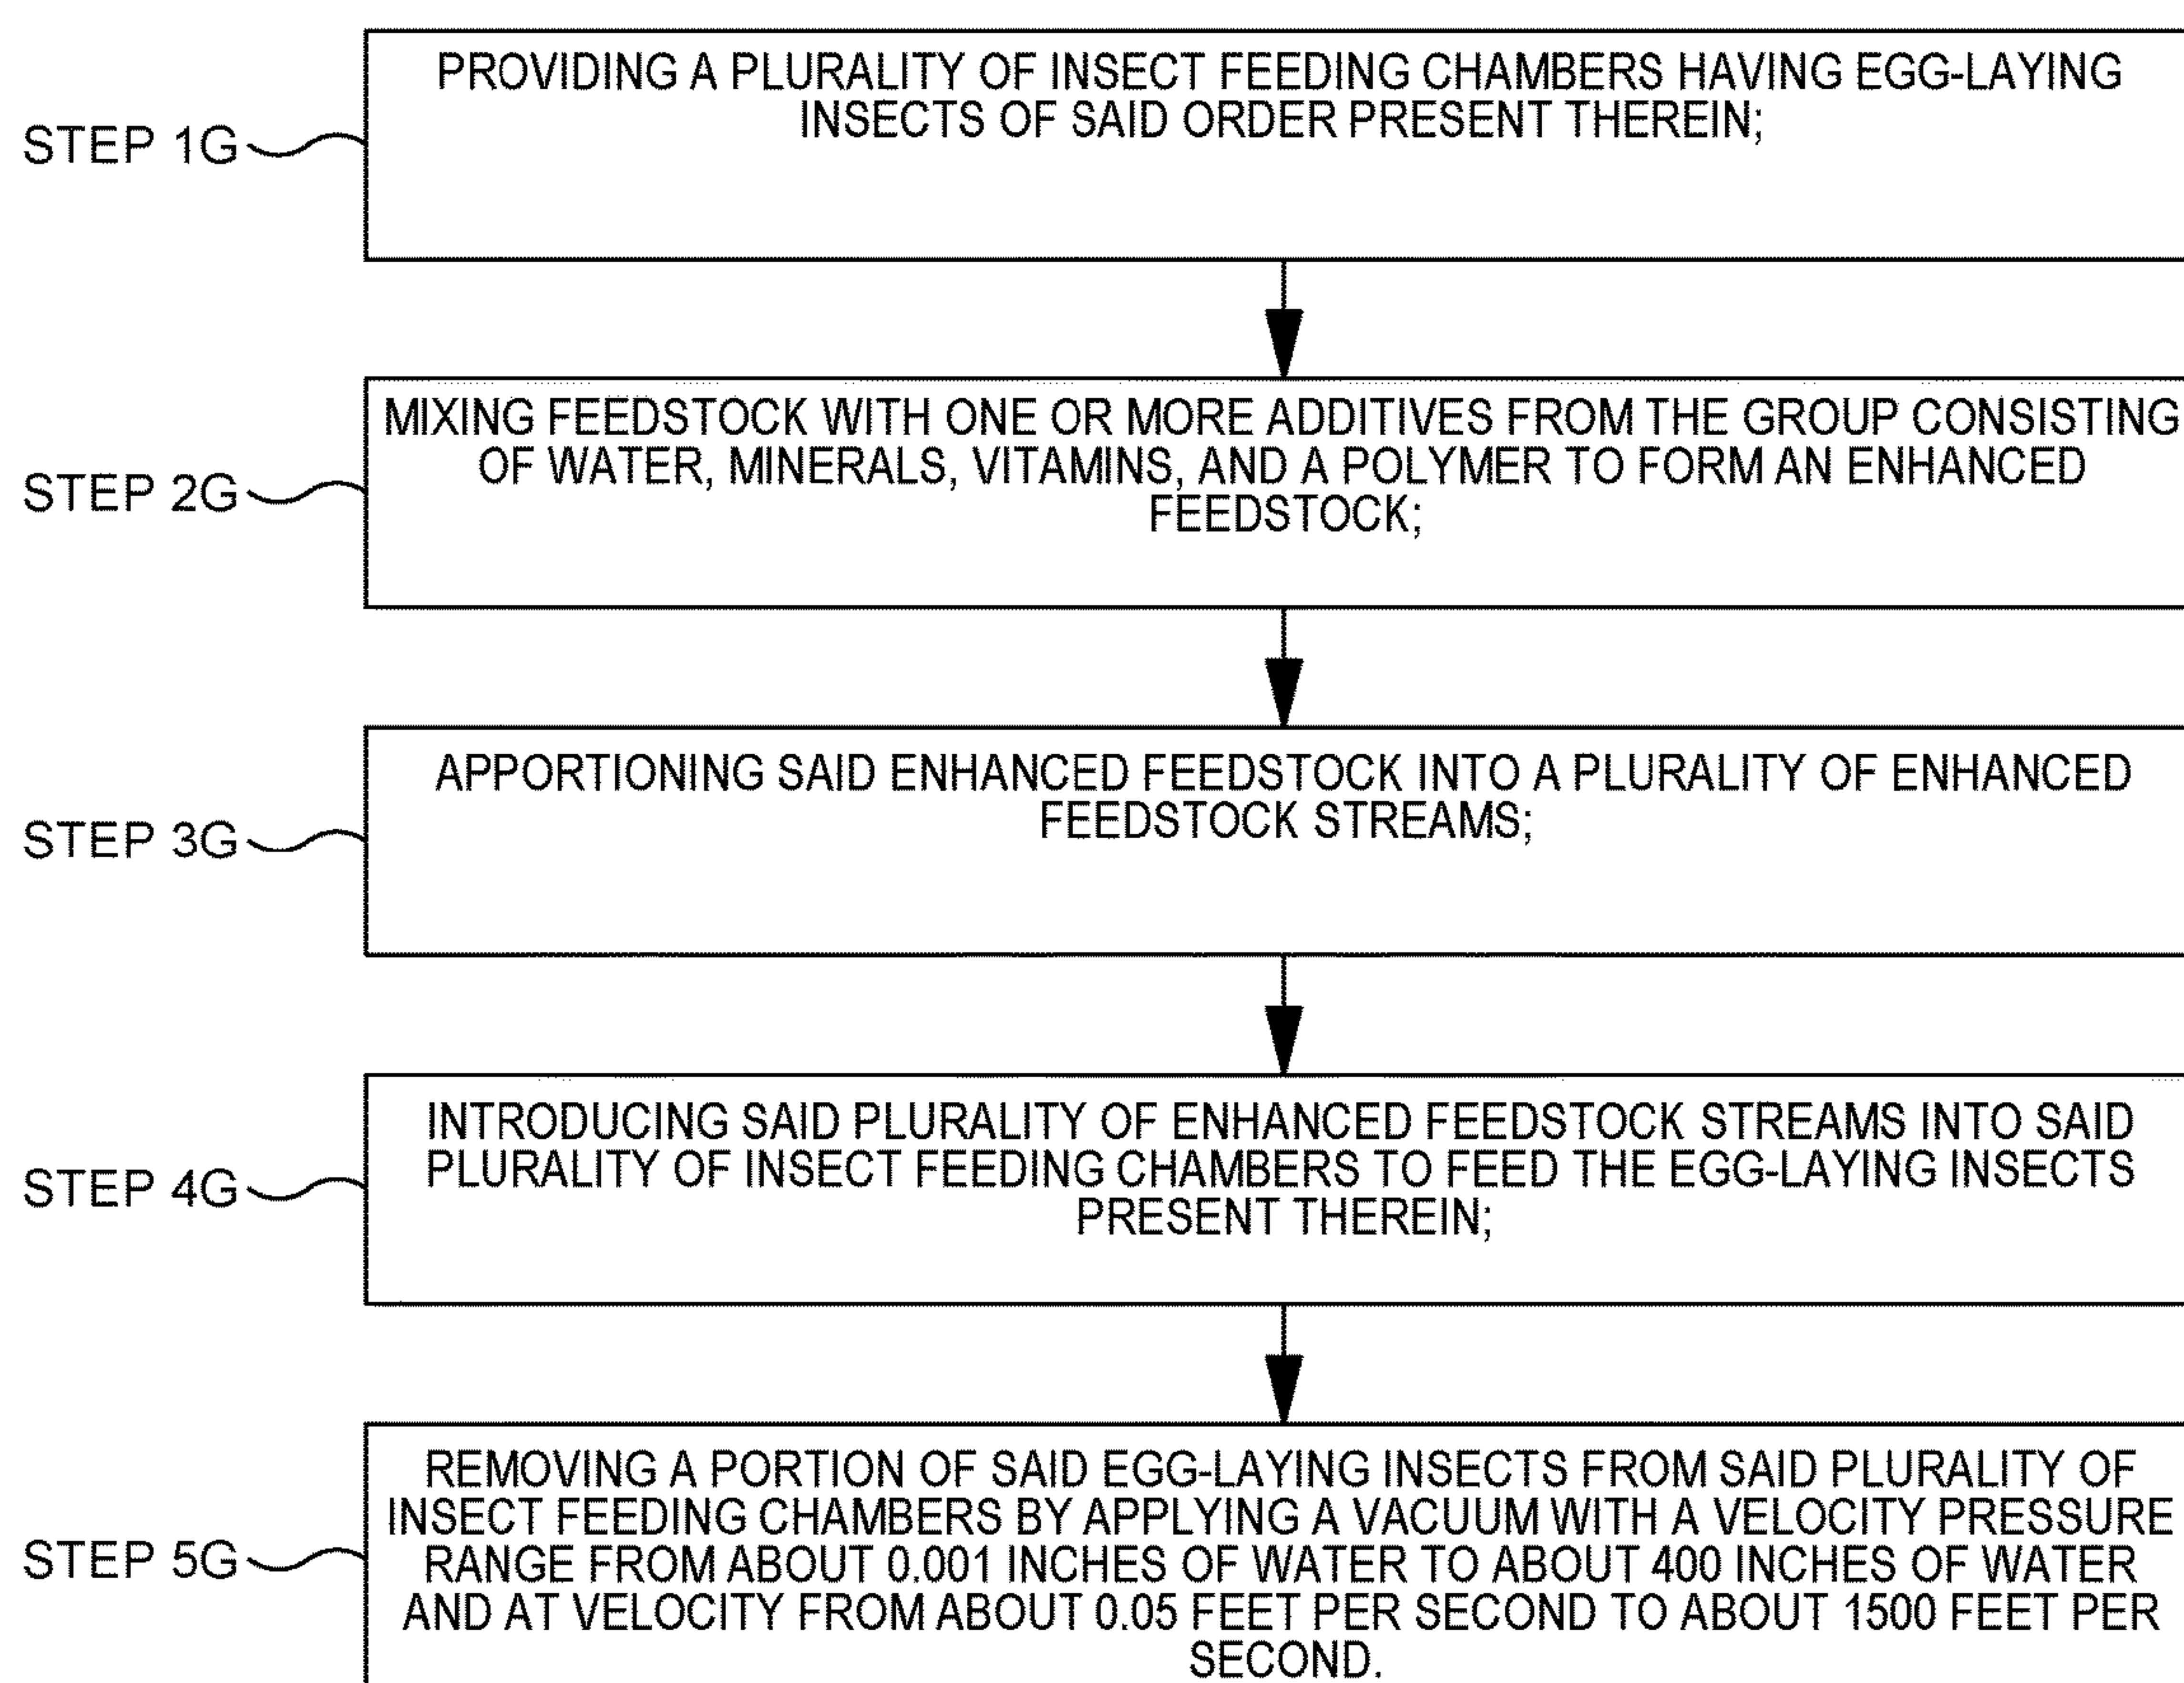 STEP 1G
PROVIDING A PLURALITY OF INSECT FEEDING CHAMBERS HAVING EGG-LAYING
INSECTS OF SAID ORDER PRESENT THEREIN;
STEP 2G
MIXING FEEDSTOCK WITH ONE OR MORE ADDITIVES FROM THE GROUP CONSISTING
OF WATER, MINERALS, VITAMINS, AND A POLYMER TO FORM AN ENHANCED
FEEDSTOCK;
STEP 3G
APPORTIONING SAID ENHANCED FEEDSTOCK INTO A PLURALITY OF ENHANCED
FEEDSTOCK STREAMS;
STEP 4G
INTRODUCING SAID PLURALITY OF ENHANCED FEEDSTOCK STREAMS INTO SAID
PLURALITY OF INSECT FEEDING CHAMBERS TO FEED THE EGG-LAYING INSECTS
PRESENT THEREIN;
STEP 5G
REMOVING A PORTION OF SAID EGG-LAYING INSECTS FROM SAID PLURALITY OF
INSECT FEEDING CHAMBERS BY APPLYING A VACUUM WITH A VELOCITY PRESSURE
RANGE FROM ABOUT 0.001 INCHES OF WATER TO ABOUT 400 INCHES OF WATER
AND AT VELOCITY FROM ABOUT 0.05 FEET PER SECOND TO ABOUT 1500 FEET PER
SECOND.